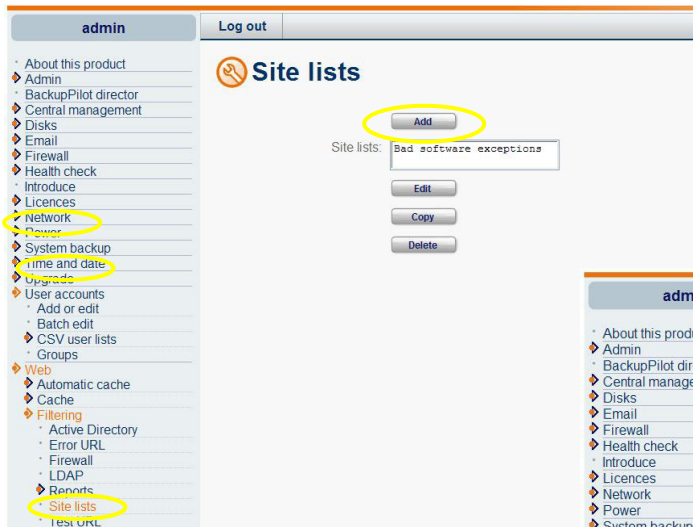 admin
Log out
About this product
Admin
BackupPilot director
Central management
Disks
Email
Firewall
Health check
Introduce
Licences
Network
Power
System backup
Time and date
Upgrade
User accounts
Add or edit
Batch edit
CSV user lists
Groups
Web
Automatic cache
Cache
Filtering
Active Directory
Error URL
Firewall
LDAP
Reports
Site lists
Test URL
Site lists
Add
Site lists:
Bad software exceptions
Edit
Copy
Delete
adm
About this produ
Admin
BackupPilot dir
Central manage
Disks
Email
Firewall
Health check
Introduce
Licences
Network
Power
System backup